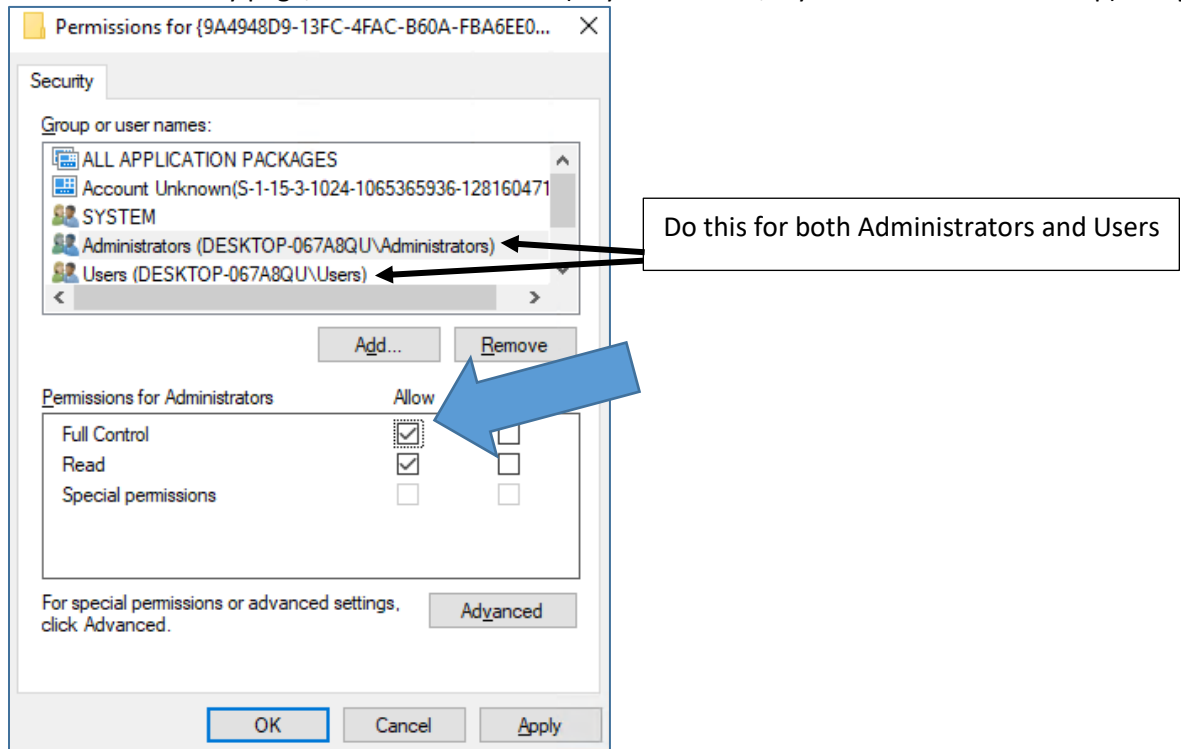 Permissions for {9A4948D9-13FC-4FAC-B60A-FBA6EE0...
Security
Group or user names:
ALL APPLICATION PACKAGES
Account Unknown(S-1-15-3-1024-1065365936-128160471
SYSTEM
Administrators (DESKTOP-067A8QU\Administrators)
Users (DESKTOP-067A8QU\Users)
Do this for both Administrators and Users
Add...
Remove
Permissions for Administrators
Allow
Full Control
Read
Special permissions
For special permissions or advanced settings,
click Advanced.
Advanced
OK
Cancel
Apply